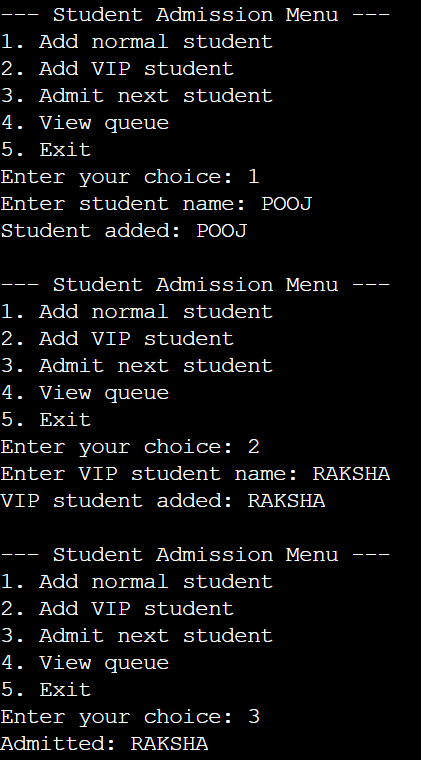 --- Student Admission Menu ---
1. Add normal student
2. Add VIP student
3. Admit next student
4. View queue
5. Exit
Enter your choice: 1
Enter student name: POOJ
Student added: POOJ
--- Student Admission Menu ---
1. Add normal student
2. Add VIP student
3. Admit next student
4. View queue
5. Exit
Enter your choice: 2
Enter VIP student name: RAKSHA
VIP student added: RAKSHA
--- Student Admission Menu ---
1. Add normal student
2. Add VIP student
3. Admit next student
4. View queue
5. Exit
Enter your choice: 3
Admitted: RAKSHA